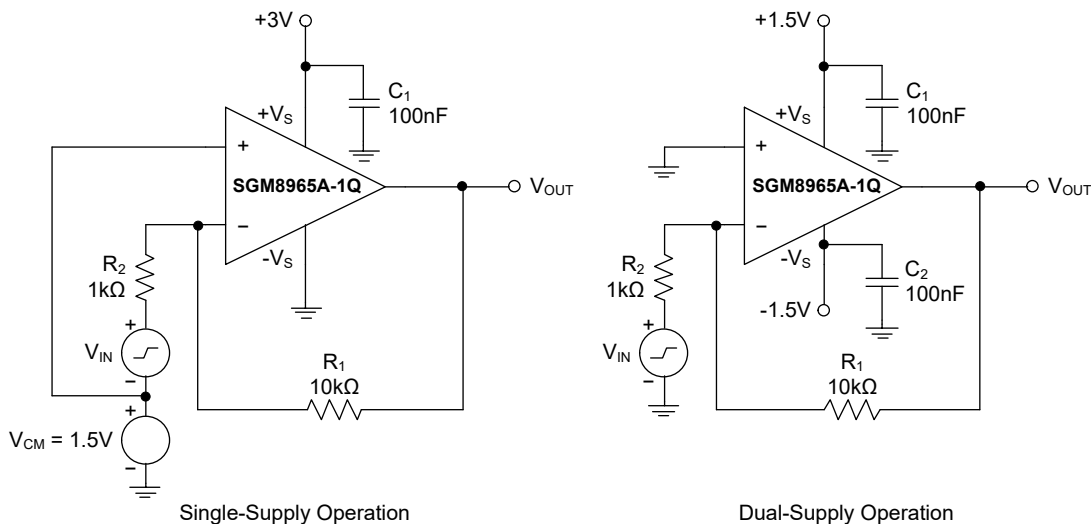 +3V
C1
100nF
+VS
+
SGM8965A-1Q
VOUT
−
-VS
R2
1kΩ
+
VIN
−
R1
10kΩ
+
VCM = 1.5V
−
Single-Supply Operation
+1.5V
C1
100nF
+VS
+
SGM8965A-1Q
VOUT
−
-VS
R2
1kΩ
C2
100nF
-1.5V
+
VIN
−
R1
10kΩ
Dual-Supply Operation